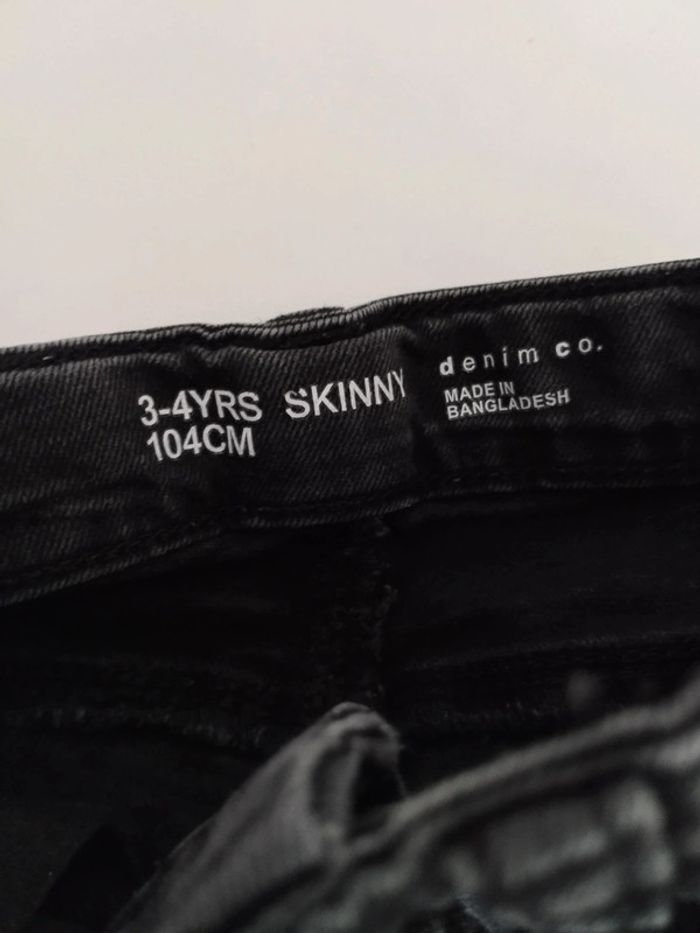 3-4YRS SKINNY
104CM
denim co.
MADE IN
BANGLADESH